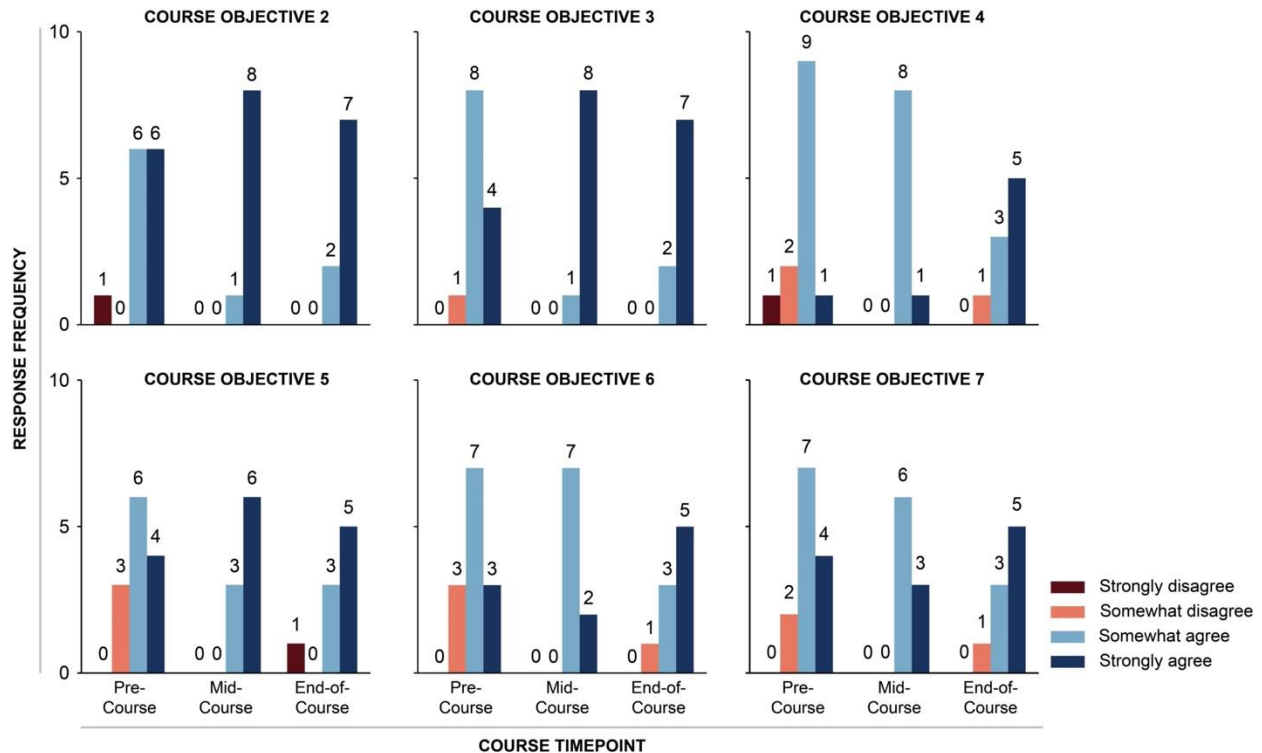 COURSE OBJECTIVE 2
COURSE OBJECTIVE 3
COURSE OBJECTIVE 4
10
5
0
1
0
6
6
0
0
1
8
0
0
2
7
0
1
8
4
0
0
1
8
0
0
2
7
1
2
9
1
0
0
8
1
0
1
3
5
RESPONSE FREQUENCY
COURSE OBJECTIVE 5
COURSE OBJECTIVE 6
COURSE OBJECTIVE 7
10
5
0
0
3
6
4
0
0
3
6
1
0
3
5
0
3
7
3
0
0
7
2
0
1
3
5
0
2
7
4
0
0
6
3
0
1
3
5
Strongly disagree
Somewhat disagree
Somewhat agree
Strongly agree
Pre-
Course
Mid-
Course
End-of-
Course
Pre-
Course
Mid-
Course
End-of-
Course
Pre-
Course
Mid-
Course
End-of-
Course
COURSE TIMEPOINT